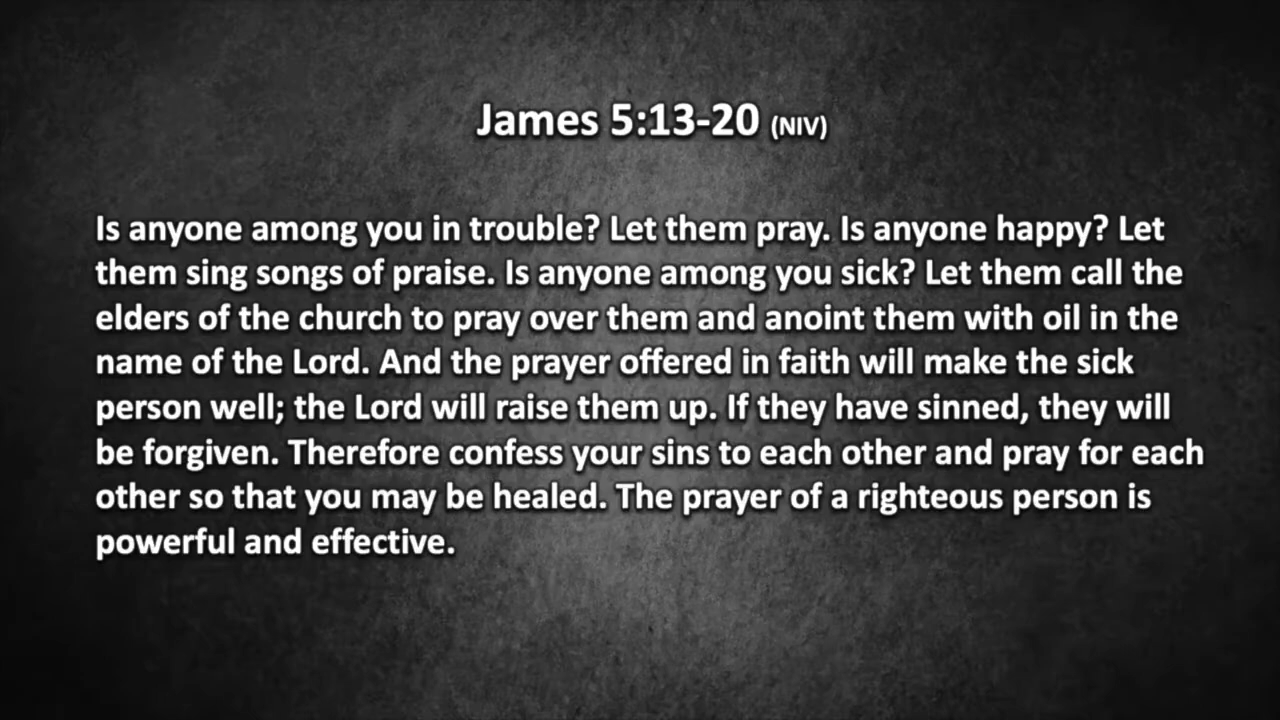 James 5:13-20 (NIV)
Is anyone among you in trouble? Let them pray. Is anyone happy? Let
them sing songs of praise. Is anyone among you sick? Let them call the
elders of the church to pray over them and anoint them with oil in the
name of the Lord. And the prayer offered in faith will make the sick
person well; the Lord will raise them up. If they have sinned, they will
be forgiven. Therefore confess your sins to each other and pray for each
other so that you may be healed. The prayer of a righteous person is
powerful and effective.